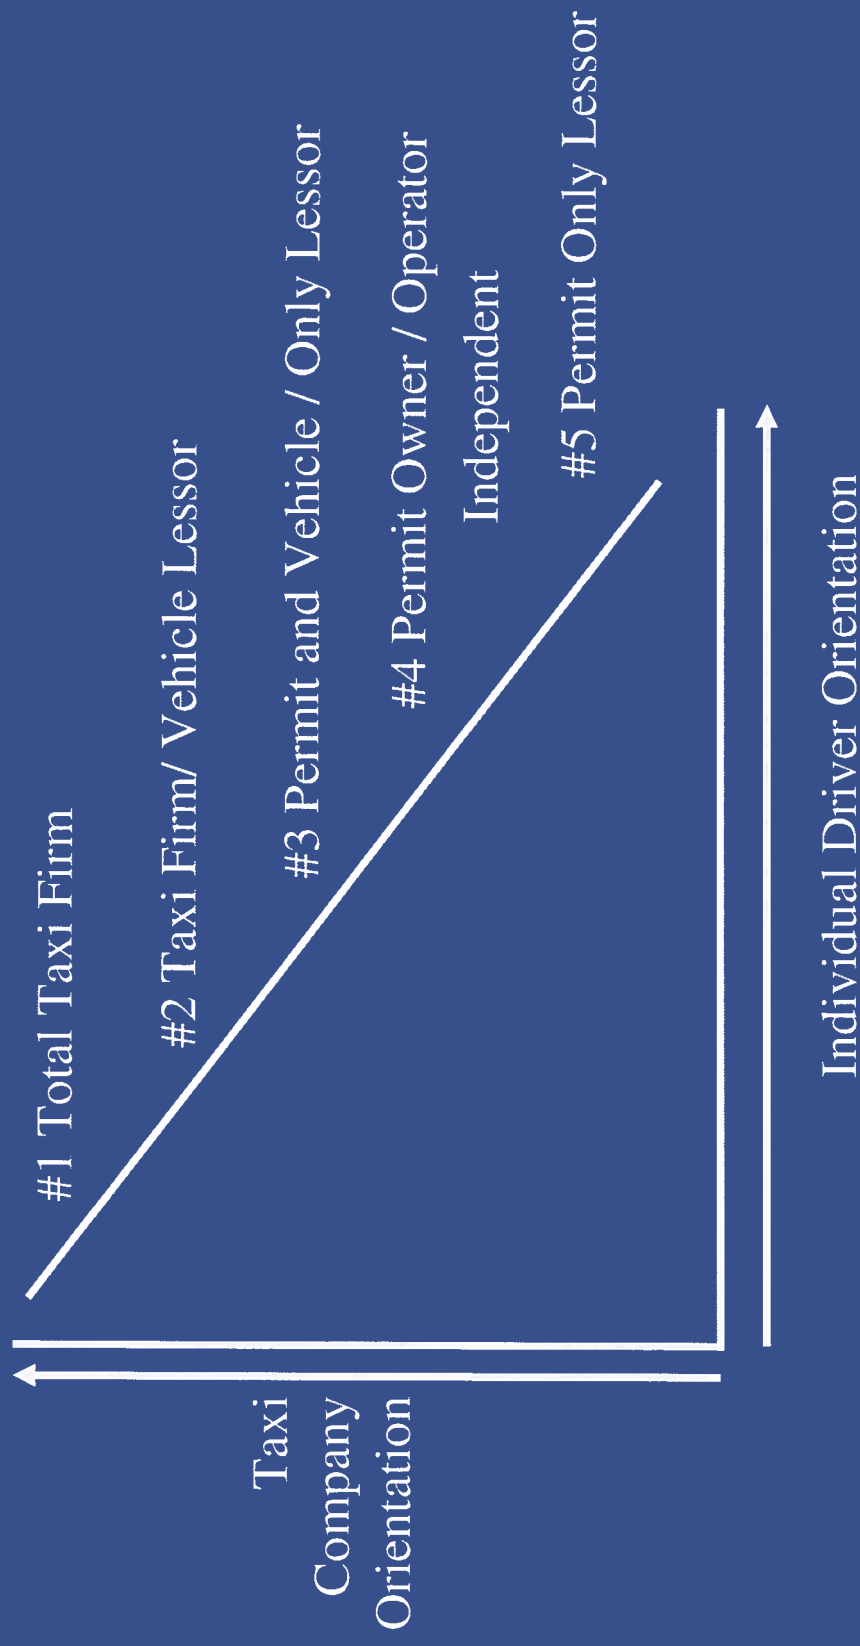 #1 Total Taxi Firm
#2 Taxi Firm/ Vehicle Lessor
Taxi
Company
Orientation
#3 Permit and Vehicle / Only Lessor
#4 Permit Owner / Operator
Independent
#5 Permit Only Lessor
Individual Driver Orientation